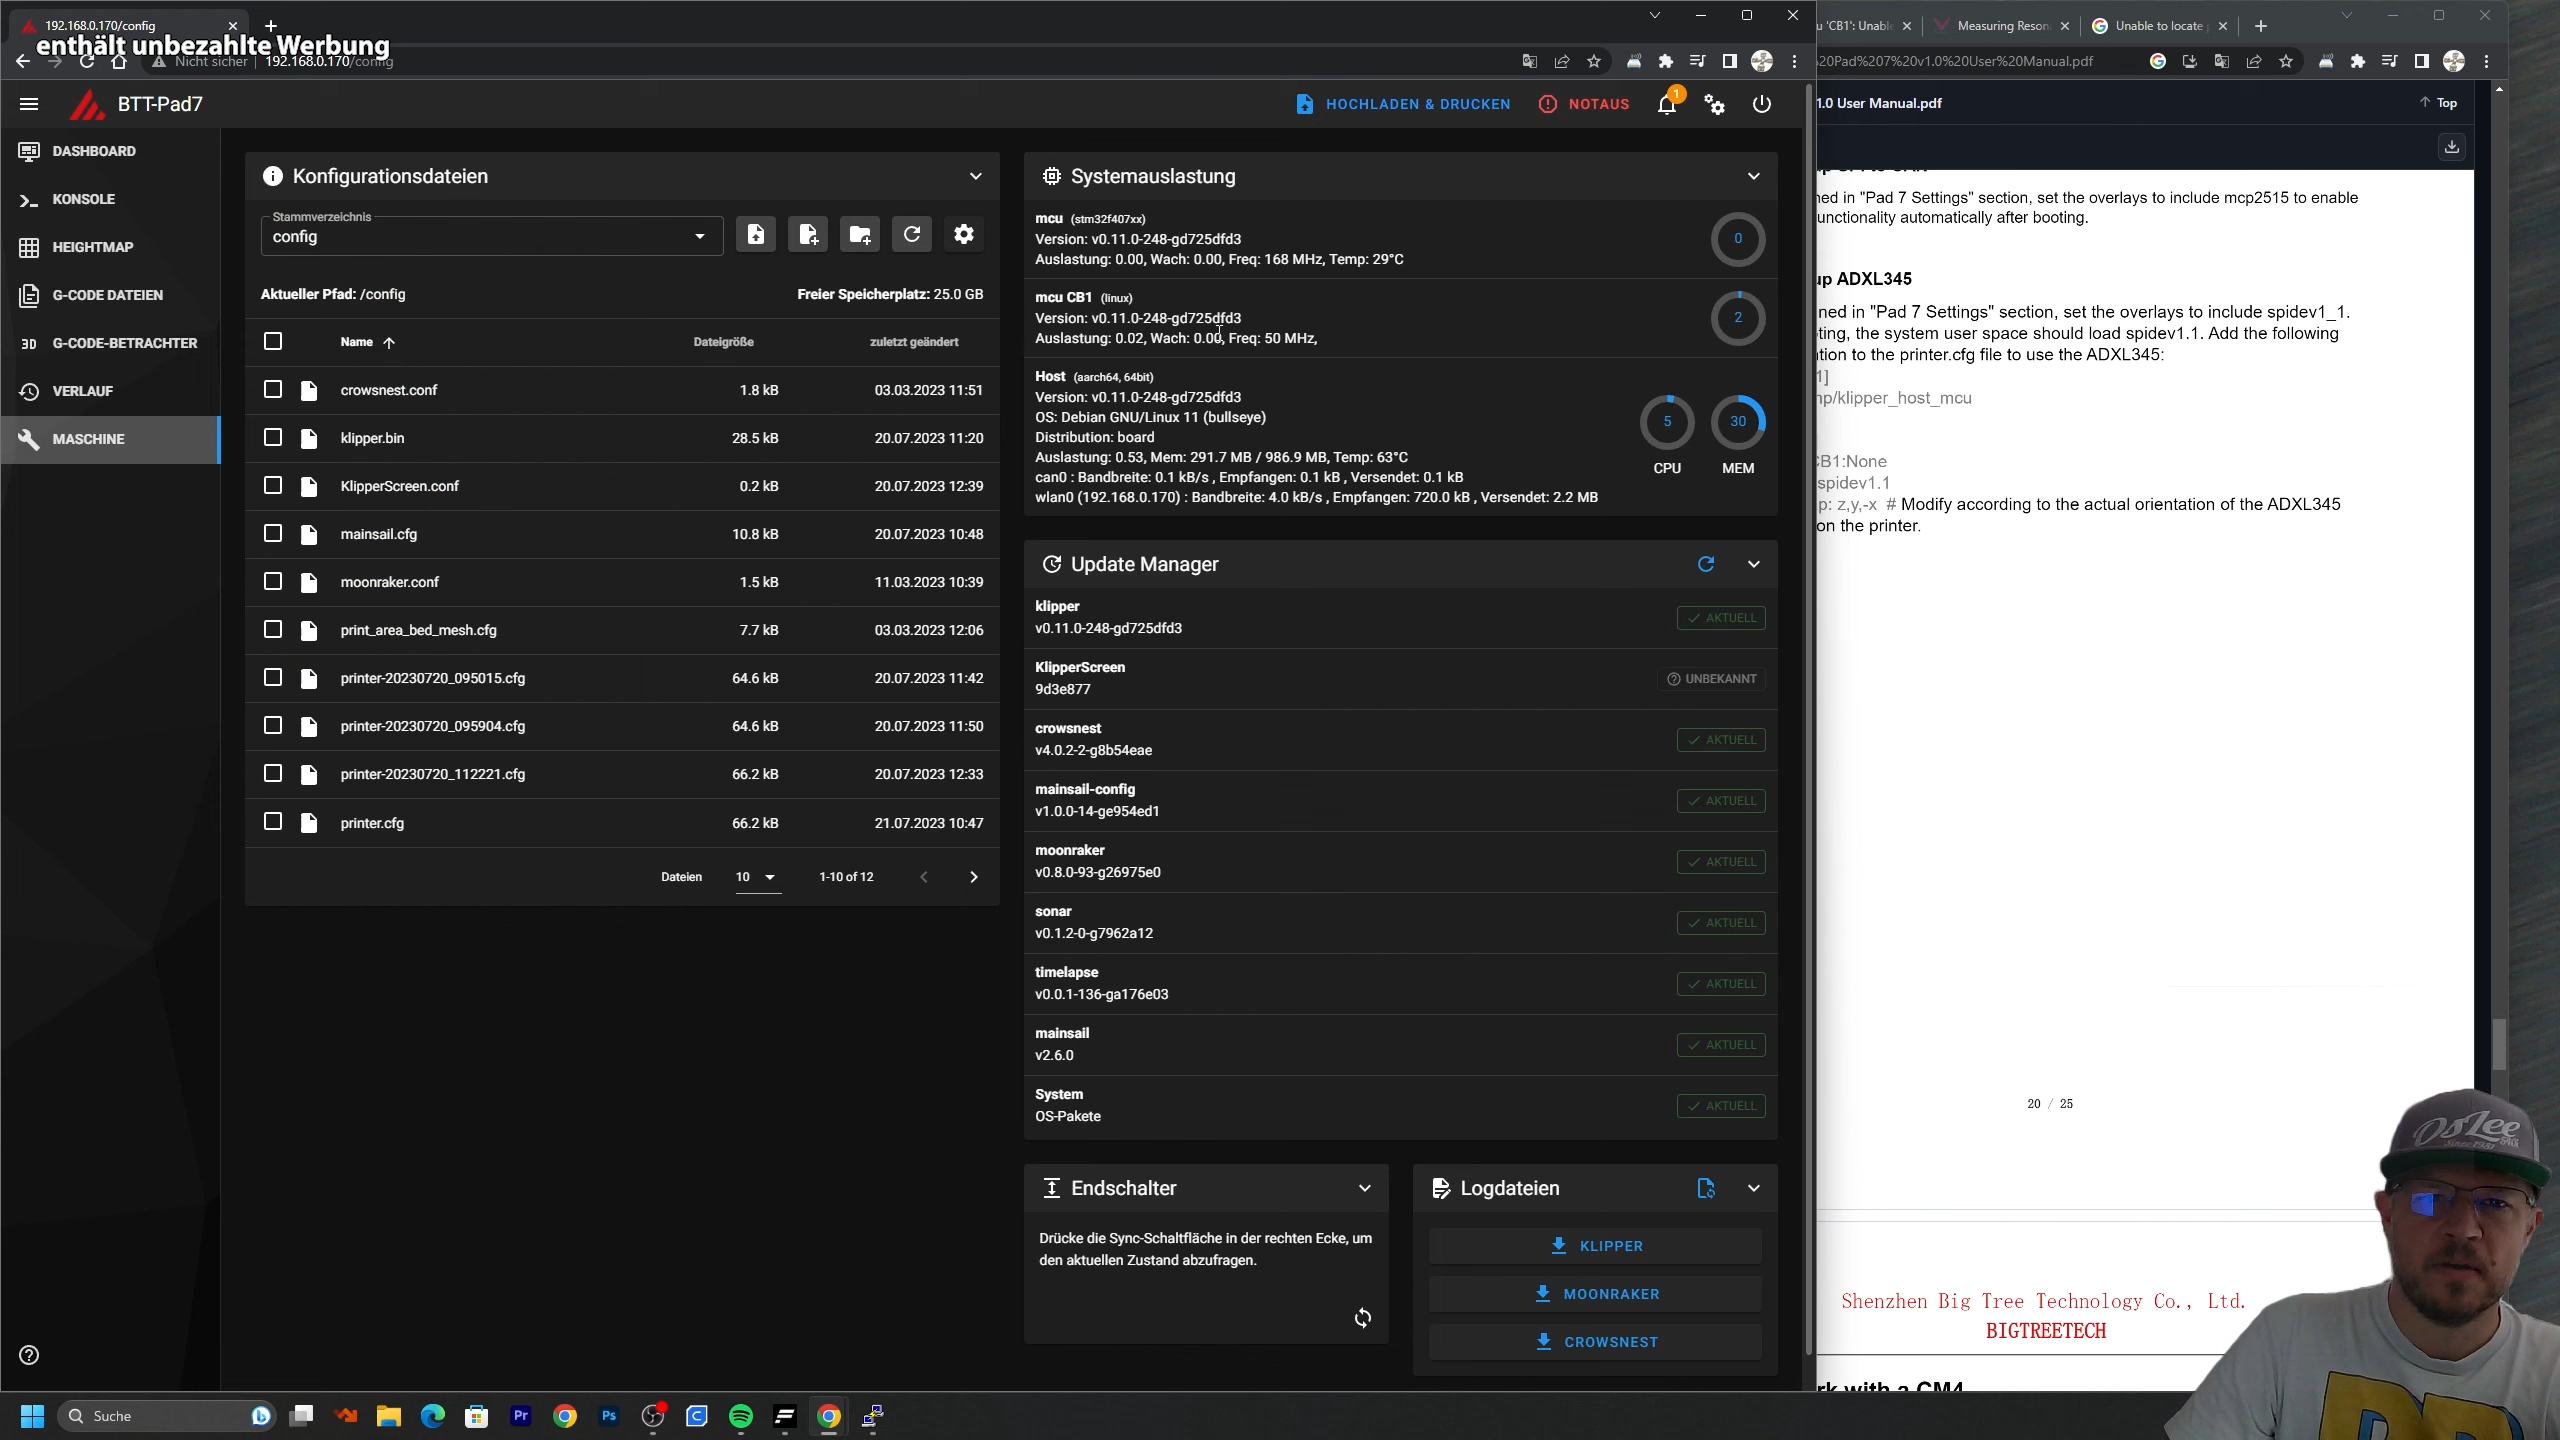 192.168.0.170/config
enthält unbezahlte Werbung
Nicht sicher
192.168.0.170/config
BTT-Pad7
HOCHLADEN & DRUCKEN
NOTAUS
1
DASHBOARD
KONSOLE
HEIGHTMAP
G-CODE DATEIEN
3D G-CODE-BETRACHTER
VERLAUF
MASCHINE
Konfigurationsdateien
Stammverzeichnis
config
Aktueller Pfad: /config
Freier Speicherplatz: 25.0 GB
Name Dateigröße zuletzt geändert
crowsnest.conf 1.8 kB 03.03.2023 11:51
klipper.bin 28.5 kB 20.07.2023 11:20
KlipperScreen.conf 0.2 kB 20.07.2023 12:39
mainsail.cfg 10.8 kB 20.07.2023 10:48
moonraker.conf 1.5 kB 11.03.2023 10:39
print_area_bed_mesh.cfg 7.7 kB 03.03.2023 12:06
printer-20230720_095015.cfg 64.6 kB 20.07.2023 11:42
printer-20230720_095904.cfg 64.6 kB 20.07.2023 11:50
printer-20230720_112221.cfg 66.2 kB 20.07.2023 12:33
printer.cfg 66.2 kB 21.07.2023 10:47
Dateien 10 1-10 of 12
Systemauslastung
mcu (stm32f407xx)
Version: v0.11.0-248-gd725dfd3
Auslastung: 0.00, Wach: 0.00, Freq: 168 MHz, Temp: 29°C
0
mcu CB1 (linux)
Version: v0.11.0-248-gd725dfd3
Auslastung: 0.02, Wach: 0.00, Freq: 50 MHz,
2
Host (aarch64, 64bit)
Version: v0.11.0-248-gd725dfd3
OS: Debian GNU/Linux 11 (bullseye)
Distribution: board
Auslastung: 0.53, Mem: 291.7 MB / 986.9 MB, Temp: 63°C
can0 : Bandbreite: 0.1 kB/s , Empfangen: 0.1 kB , Versendet: 0.1 kB
wlan0 (192.168.0.170) : Bandbreite: 4.0 kB/s , Empfangen: 720.0 kB , Versendet: 2.2 MB
5 30
CPU MEM
Update Manager
klipper
v0.11.0-248-gd725dfd3
AKTUELL
KlipperScreen
9d3e877
UNBEKANNT
crowsnest
v4.0.2-2-g8b54eae
AKTUELL
mainsail-config
v1.0.0-14-ge954ed1
AKTUELL
moonraker
v0.8.0-93-g26975e0
AKTUELL
sonar
v0.1.2-0-g7962a12
AKTUELL
timelapse
v0.0.1-136-ga176e03
AKTUELL
mainsail
v2.6.0
AKTUELL
System
OS-Pakete
AKTUELL
Endschalter
Drücke die Sync-Schaltfläche in der rechten Ecke, um
den aktuellen Zustand abzufragen.
Logdateien
KLIPPER
MOONRAKER
CROWSNEST
'CB1': Unable
Measuring Reson
Unable to locate
%20Pad%207%20v1.0%20User%20Manual.pdf
1.0 User Manual.pdf
Top
ned in "Pad 7 Settings" section, set the overlays to include mcp2515 to enable
unctionality automatically after booting.
up ADXL345
ned in "Pad 7 Settings" section, set the overlays to include spidev1_1.
ting, the system user space should load spidev1.1. Add the following
tion to the printer.cfg file to use the ADXL345:
1]
mp/klipper_host_mcu
CB1:None
spidev1.1
p: z,y,-x # Modify according to the actual orientation of the ADXL345
on the printer.
20 / 25
Shenzhen Big Tree Technology Co., Ltd.
BIGTREETECH
rk with a CM4
OsLee
Suche
Pr
Ps